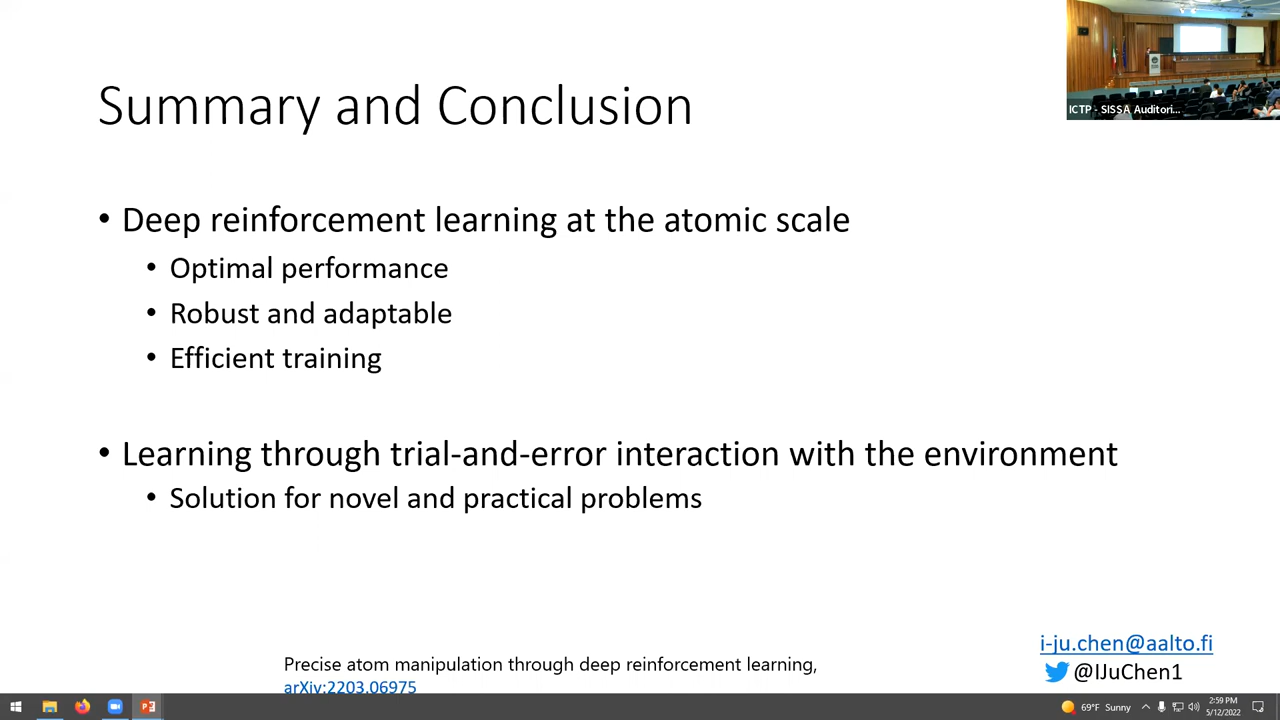 ICTP - SISSA Auditori...
Summary and Conclusion
• Deep reinforcement learning at the atomic scale
• Optimal performance
• Robust and adaptable
• Efficient training
• Learning through trial-and-error interaction with the environment
• Solution for novel and practical problems
i-ju.chen@aalto.fi
@IJuChen1
Precise atom manipulation through deep reinforcement learning,
arXiv:2203.06975
69°F Sunny
2:59 PM
5/12/2022